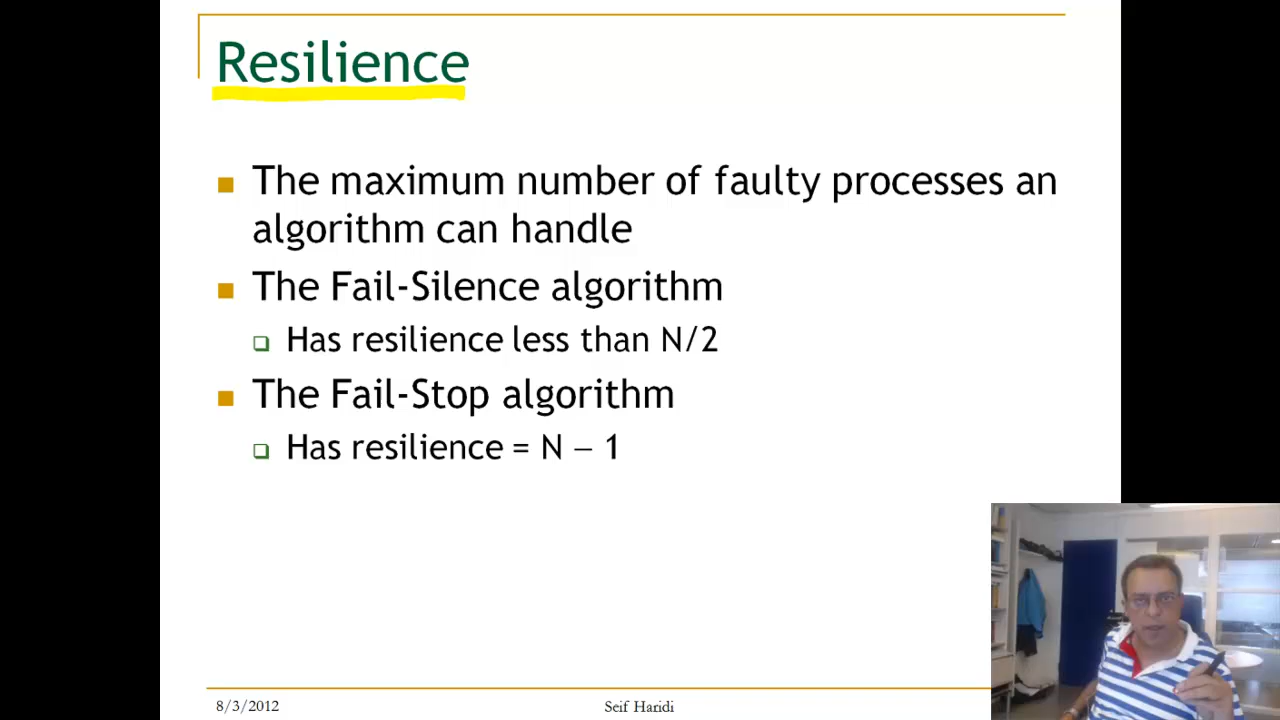 Resilience
The maximum number of faulty processes an
algorithm can handle
The Fail-Silence algorithm
Has resilience less than N/2
The Fail-Stop algorithm
Has resilience = N – 1
8/3/2012
Seif Haridi